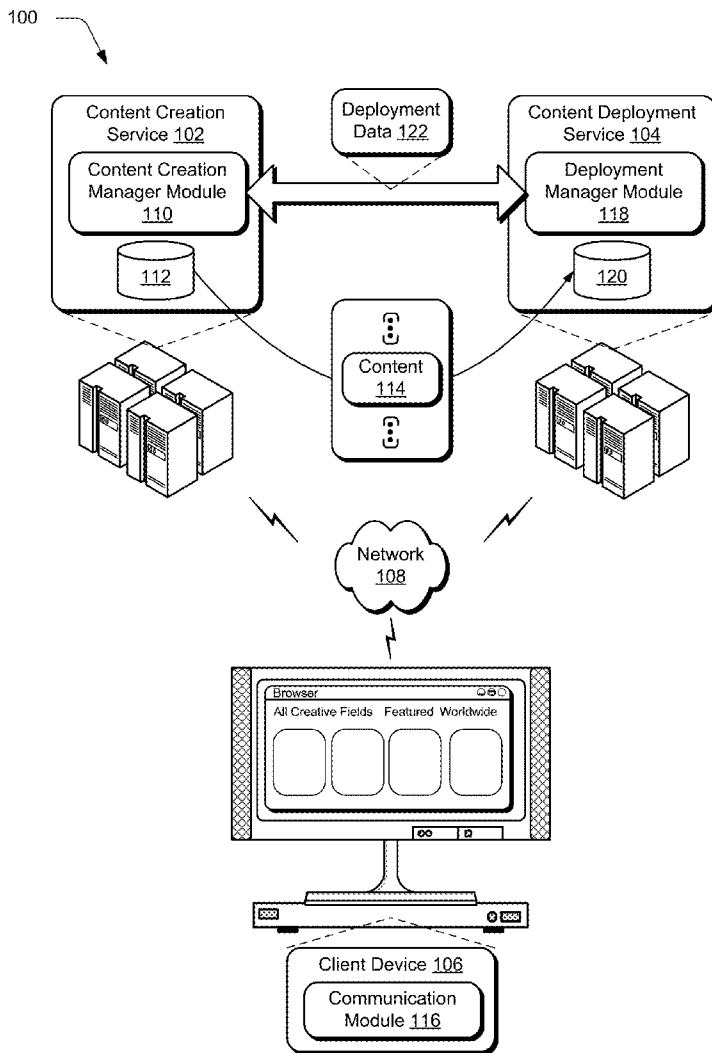 100
Content Creation
Service 102
Content Creation
Manager Module
110
112
Deployment
Data 122
Content Deployment
Service 104
Deployment
Manager Module
118
120
Content
114
Network
108
Browser
All Creative Fields Featured Worldwide
Client Device 106
Communication
Module 116